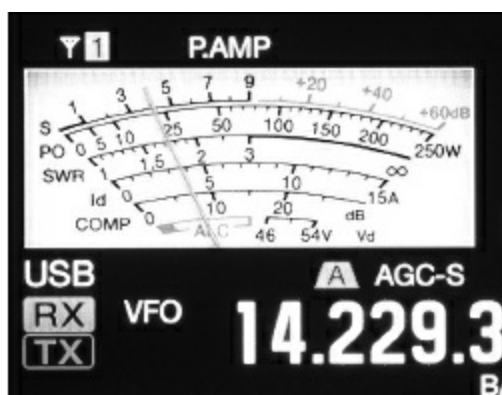 1 P.AMP
S 1 3 5 7 9 +20 +40 +60dB
PO 0 5 10 25 50 100 150 200 250W
SWR 1 1.5 2 3 ∞
Id 0 5 10 15A
COMP 0 10 20 dB
ALC 46 54V Vd
USB A AGC-S
RX VFO 14.229.3
TX